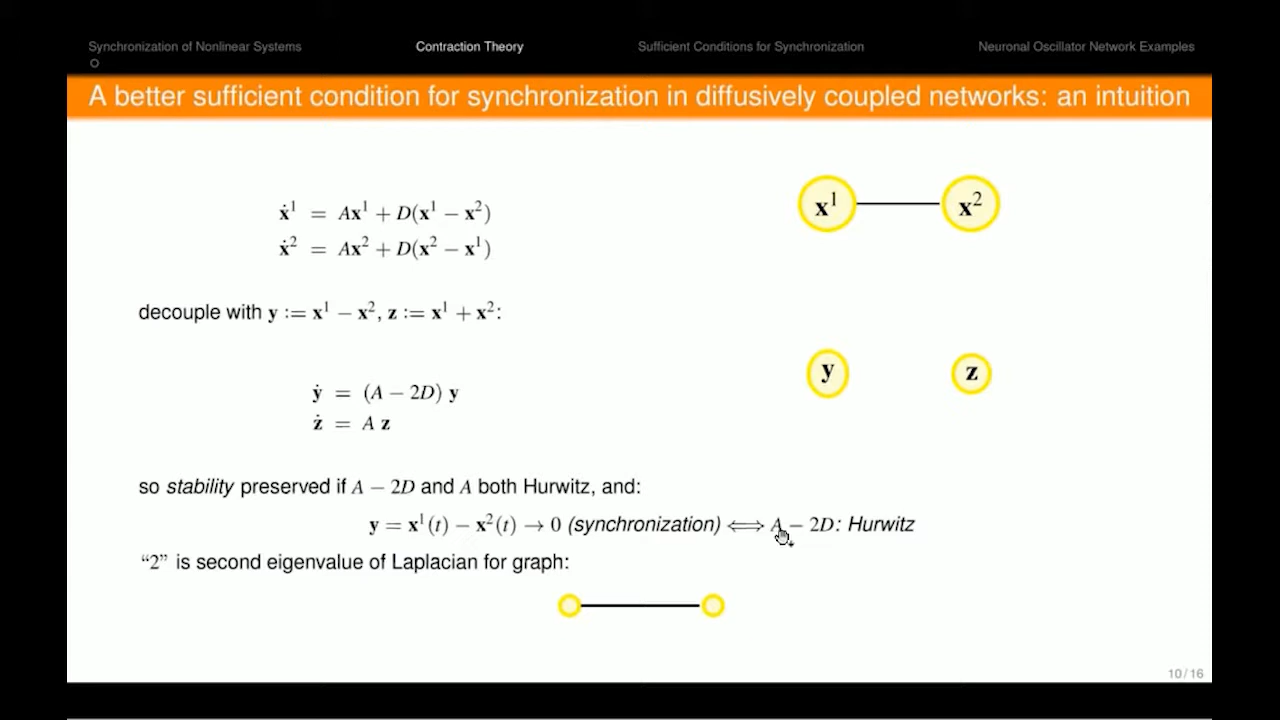 Synchronization of Nonlinear Systems Contraction Theory Sufficient Conditions for Synchronization Neuronal Oscillator Network Examples
A better sufficient condition for synchronization in diffusively coupled networks: an intuition
ẋ¹ = Ax¹ + D(x¹ − x²)
ẋ² = Ax² + D(x² − x¹)
x¹ x²
decouple with y := x¹ − x², z := x¹ + x²:
y z
ẏ = (A − 2D) y
ż = A z
so stability preserved if A − 2D and A both Hurwitz, and:
y = x¹(t) − x²(t) → 0 (synchronization) ⟺ A − 2D: Hurwitz
“2” is second eigenvalue of Laplacian for graph:
10 / 16